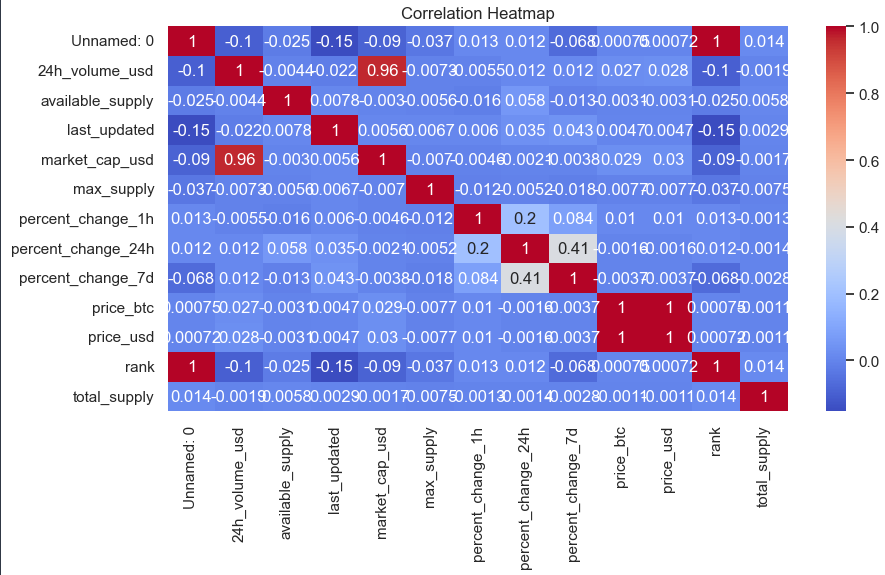 Correlation Heatmap
Unnamed: 0 1 -0.1 -0.025 -0.15 -0.09 -0.037 0.013 0.012 -0.068 0.00075 0.00072 1 0.014
24h_volume_usd -0.1 1 -0.0044 -0.022 0.96 -0.0073 -0.0055 0.012 0.012 0.027 0.028 -0.1 -0.0019
available_supply -0.025 -0.0044 1 0.0078 -0.003 -0.0056 -0.016 0.058 -0.013 -0.0031 -0.0031 -0.025 0.0058
last_updated -0.15 -0.022 0.0078 1 0.0056 0.0067 0.006 0.035 0.043 0.0047 0.0047 -0.15 0.0029
market_cap_usd -0.09 0.96 -0.003 0.0056 1 -0.007 -0.0046 -0.0021 -0.0038 0.029 0.03 -0.09 -0.0017
max_supply -0.037 -0.0073 -0.0056 0.0067 -0.007 1 -0.012 -0.0052 -0.018 -0.0077 -0.0077 -0.037 -0.0075
percent_change_1h 0.013 -0.0055 -0.016 0.006 -0.0046 -0.012 1 0.2 0.084 0.01 0.01 0.013 -0.0013
percent_change_24h 0.012 0.012 0.058 0.035 -0.0021 -0.0052 0.2 1 0.41 -0.0016 -0.0016 0.012 -0.0014
percent_change_7d -0.068 0.012 -0.013 0.043 -0.0038 -0.018 0.084 0.41 1 -0.0037 -0.0037 -0.068 -0.0028
price_btc 0.00075 0.027 -0.0031 0.0047 0.029 -0.0077 0.01 -0.0016 -0.0037 1 1 0.00075 -0.0011
price_usd 0.00072 0.028 -0.0031 0.0047 0.03 -0.0077 0.01 -0.0016 -0.0037 1 1 0.00072 -0.0011
rank 1 -0.1 -0.025 -0.15 -0.09 -0.037 0.013 0.012 -0.068 0.00075 0.00072 1 0.014
total_supply 0.014 -0.0019 0.0058 0.0029 -0.0017 -0.0075 -0.0013 -0.0014 -0.0028 -0.0011 -0.0011 0.014 1
Unnamed: 0
24h_volume_usd
available_supply
last_updated
market_cap_usd
max_supply
percent_change_1h
percent_change_24h
percent_change_7d
price_btc
price_usd
rank
total_supply
1.0
0.8
0.6
0.4
0.2
0.0